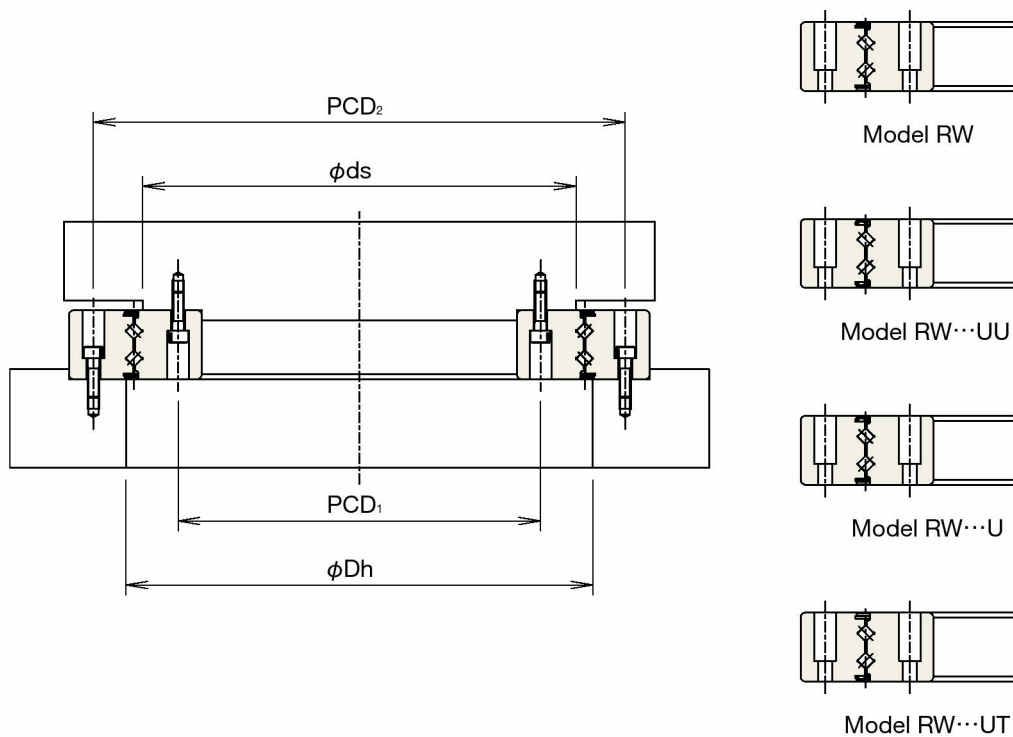 PCD₂
φds
PCD₁
φDh
Model RW
Model RW···UU
Model RW···U
Model RW···UT